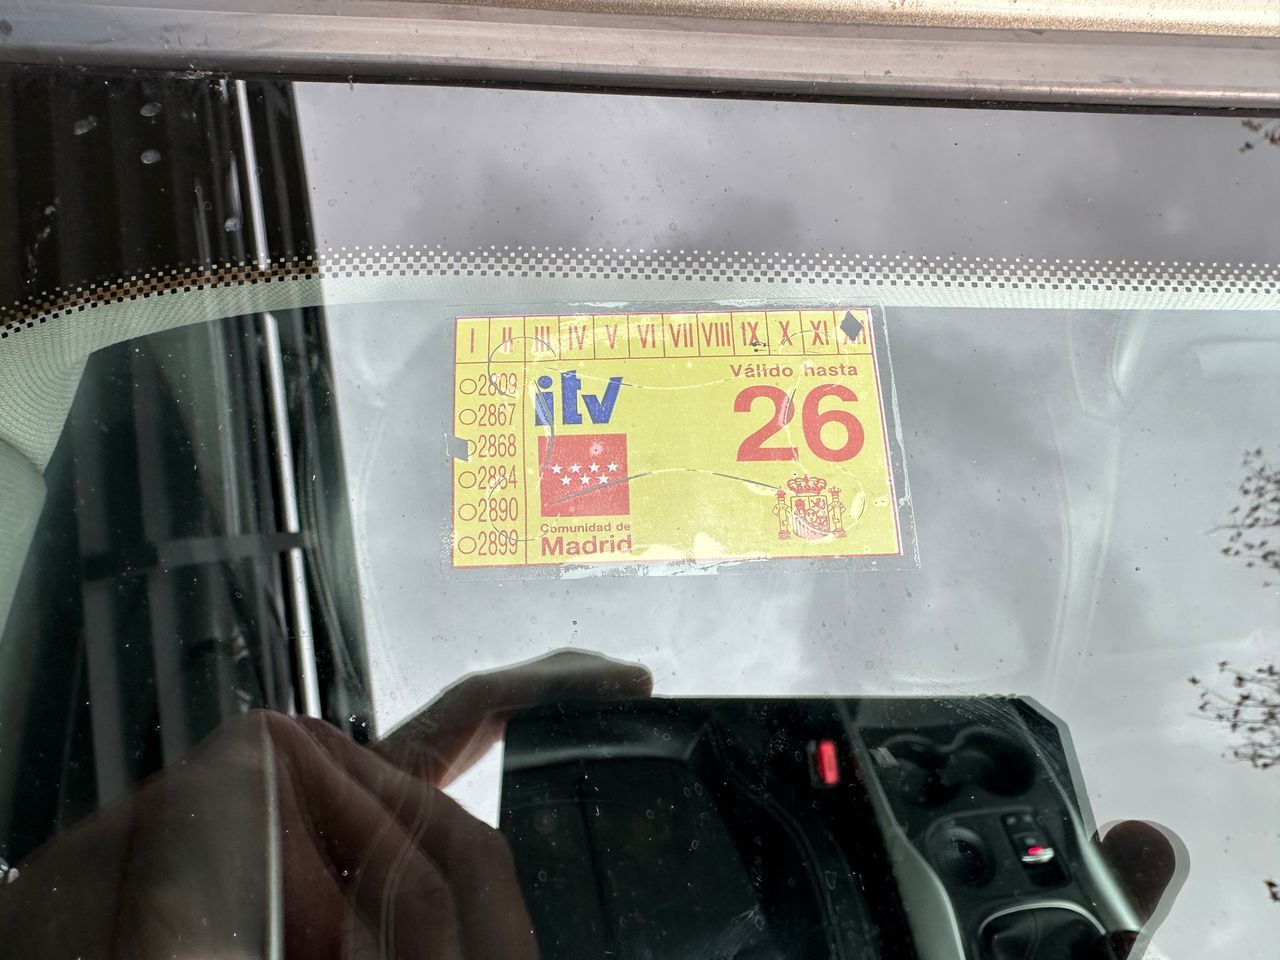 I II III IV V VI VII VIII IX X XI XII
2809
2867
2868
2884
2890
2899
itv
Comunidad de
Madrid
Válido hasta
26